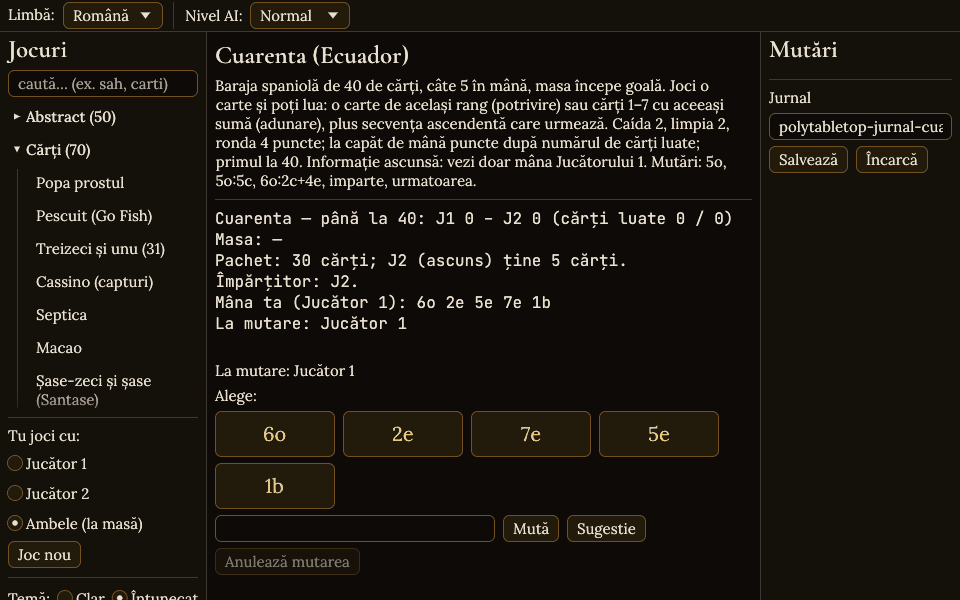 Limbă: Română ▼ Nivel AI: Normal ▼
Jocuri
caută... (ex. sah, carti)
▸ Abstract (50)
▾ Cărți (70)
Popa prostul
Pescuit (Go Fish)
Treizeci și unu (31)
Cassino (capturi)
Septica
Macao
Șase-zeci și șase
(Santase)
Tu joci cu:
Jucător 1
Jucător 2
Ambele (la masă)
Joc nou
Temă: Clar Întunecat
Cuarenta (Ecuador)
Baraja spaniolă de 40 de cărți, câte 5 în mână, masa începe goală. Joci o
carte și poți lua: o carte de același rang (potrivire) sau cărți 1–7 cu aceeași
sumă (adunare), plus secvența ascendentă care urmează. Caída 2, limpia 2,
ronda 4 puncte; la capăt de mână puncte după numărul de cărți luate;
primul la 40. Informație ascunsă: vezi doar mâna Jucătorului 1. Mutări: 5o,
5o:5c, 6o:2c+4e, imparte, urmatoarea.
Cuarenta — până la 40: J1 0 – J2 0 (cărți luate 0 / 0)
Masa: —
Pachet: 30 cărți; J2 (ascuns) ține 5 cărți.
Împărțitor: J2.
Mâna ta (Jucător 1): 6o 2e 5e 7e 1b
La mutare: Jucător 1
La mutare: Jucător 1
Alege:
6o 2e 7e 5e
1b
Mută Sugestie
Anulează mutarea
Mutări
Jurnal
polytabletop-jurnal-cua
Salvează Încarcă